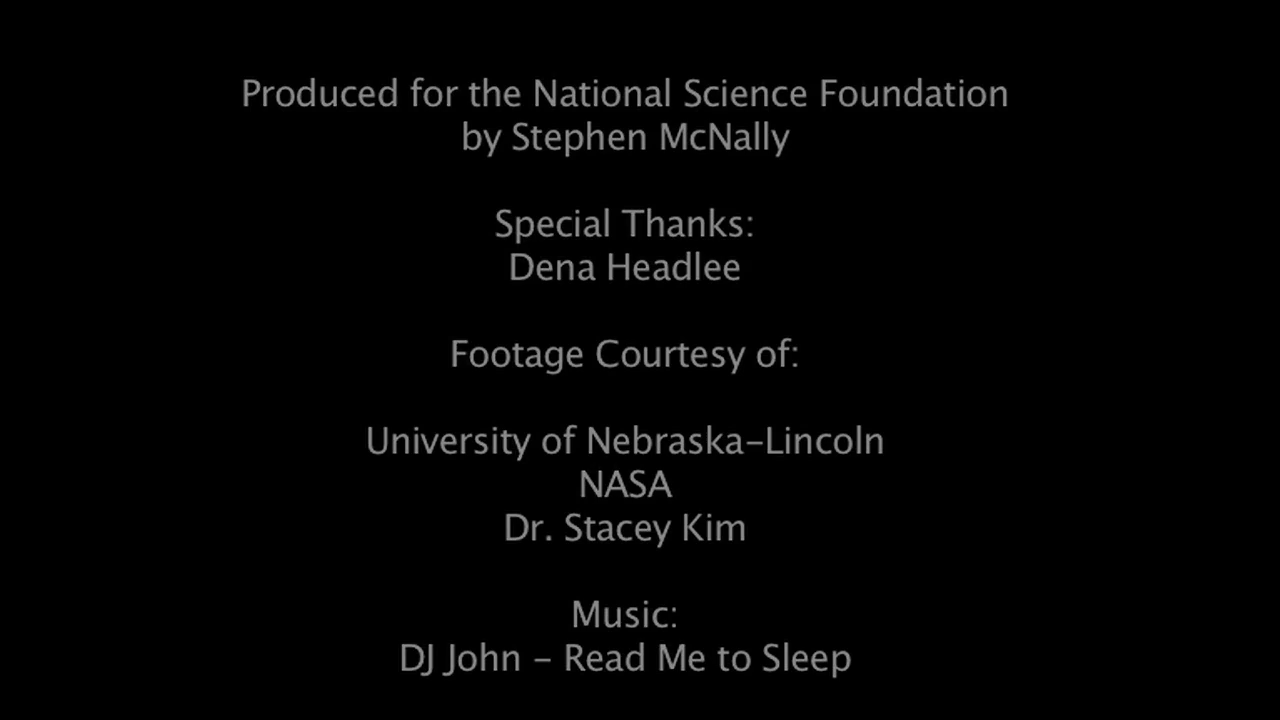 Produced for the National Science Foundation
by Stephen McNally
Special Thanks:
Dena Headlee
Footage Courtesy of:
University of Nebraska–Lincoln
NASA
Dr. Stacey Kim
Music:
DJ John – Read Me to Sleep